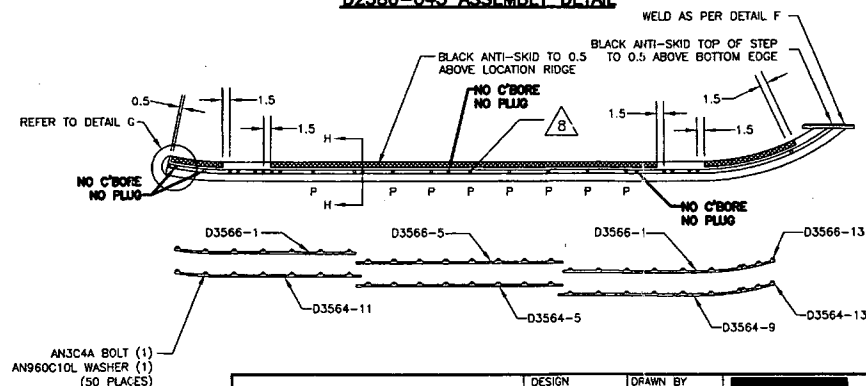 D2580-043 ASSEMBLY DETAIL
WELD AS PER DETAIL F
BLACK ANTI-SKID TO 0.5
ABOVE LOCATION RIDGE
BLACK ANTI-SKID TOP OF STEP
TO 0.5 ABOVE BOTTOM EDGE
NO C'BORE
NO PLUG
0.5
1.5
1.5
1.5
1.5
1.5
8
REFER TO DETAIL G
H
H
NO C'BORE
NO PLUG
P P P P P P P P P
NO C'BORE
NO PLUG
D3566-1
D3566-5
D3566-1
D3566-13
D3564-11
D3564-5
D3564-9
D3564-13
AN3C4A BOLT (1)
AN960C10L WASHER (1)
(50 PLACES)
DESIGN
DRAWN BY